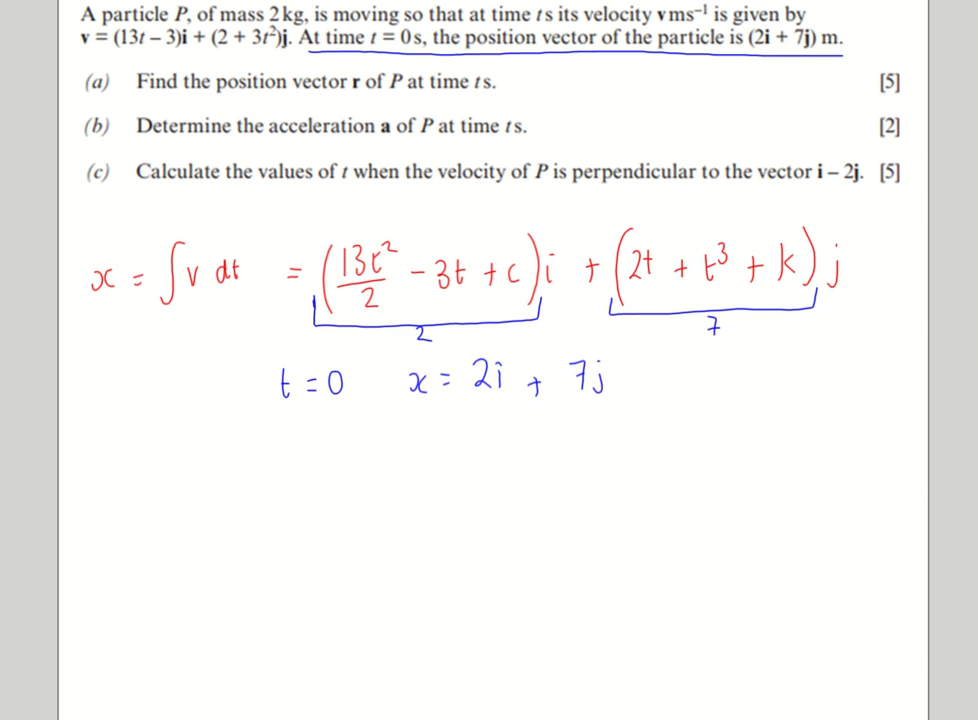 A particle P, of mass 2 kg, is moving so that at time t s its velocity v ms⁻¹ is given by
v = (13t – 3)i + (2 + 3t²)j. At time t = 0 s, the position vector of the particle is (2i + 7j) m.
(a) Find the position vector r of P at time t s. [5]
(b) Determine the acceleration a of P at time t s. [2]
(c) Calculate the values of t when the velocity of P is perpendicular to the vector i – 2j. [5]
x = ∫v dt = (13t²/2 - 3t + c)i + (2t + t³ + k)j
2 7
t = 0 x = 2i + 7j